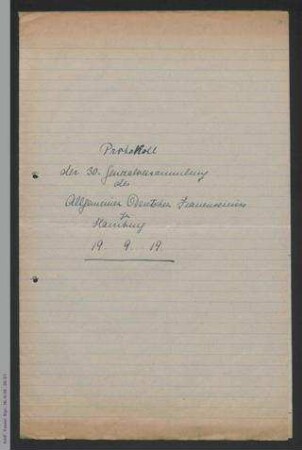 Protokoll
der 30. Generalversammlung
des
Allgemeinen Deutschen Frauenvereins
in
Hamburg
19. 9. 19.